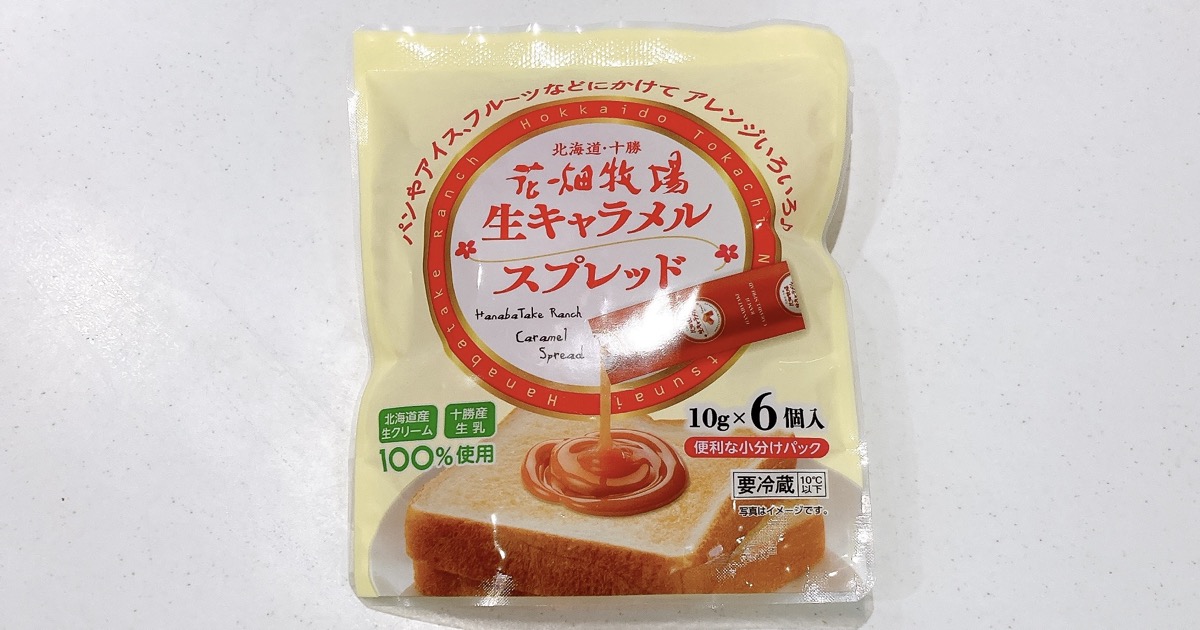 パンやアイス、フルーツなどにかけて アレンジいろいろ♪
Hokkaido Tokachi
Hanabatake Ranch
北海道・十勝
花畑牧場
生キャラメル
スプレッド
HanabaTake Ranch
Caramel
Spread
北海道産
生クリーム
十勝産
生乳
100%使用
10g×6個入
便利な小分けパック
要冷蔵
10℃
以下
写真はイメージです。